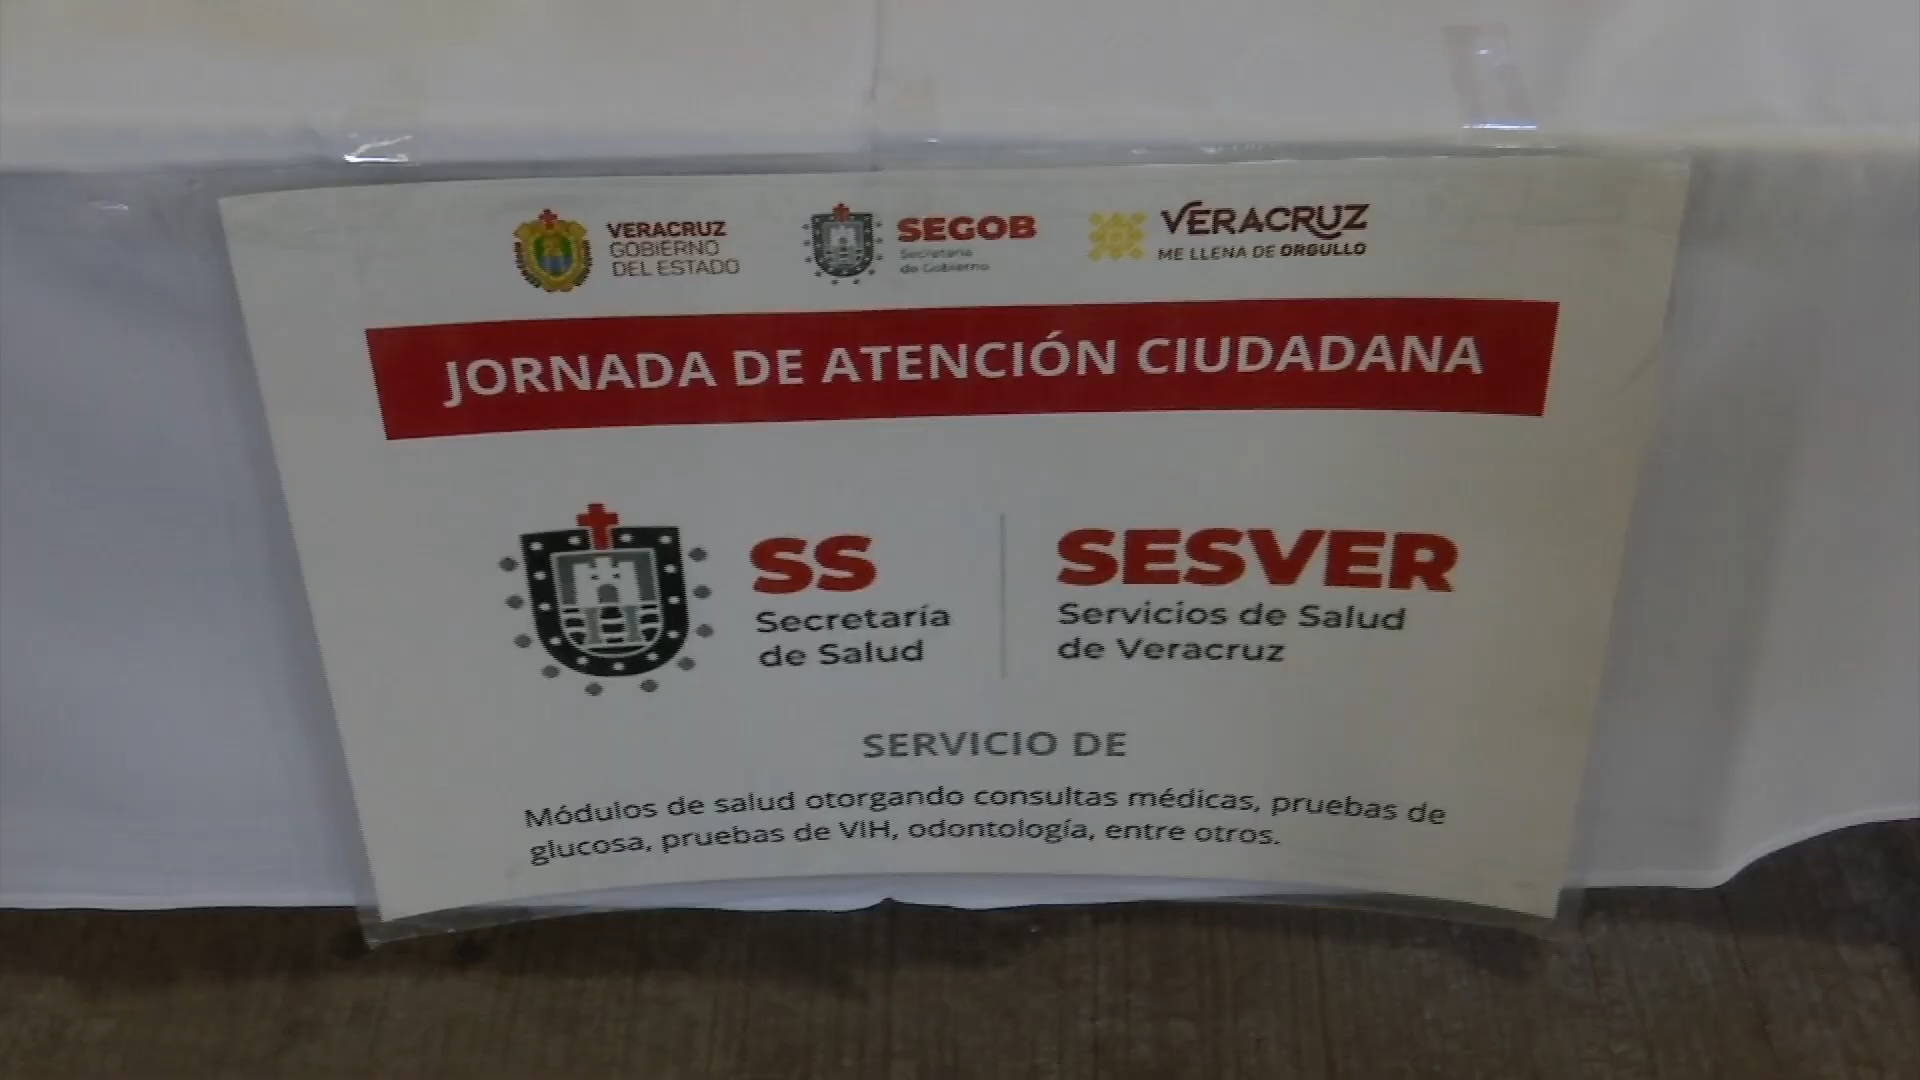 VERACRUZ
GOBIERNO
DEL ESTADO
SEGOB
Secretaría
de Gobierno
VERACRUZ
ME LLENA DE ORGULLO
JORNADA DE ATENCIÓN CIUDADANA
SS
Secretaría
de Salud
SESVER
Servicios de Salud
de Veracruz
SERVICIO DE
Módulos de salud otorgando consultas médicas, pruebas de
glucosa, pruebas de VIH, odontología, entre otros.